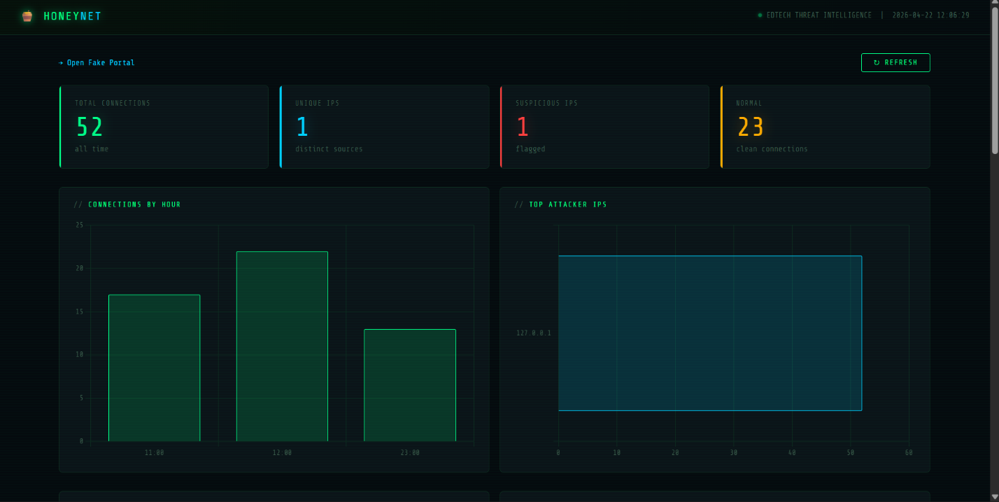 HONEYNET
EDTECH THREAT INTELLIGENCE | 2026-04-22 12:06:29
→ Open Fake Portal
↻ REFRESH
TOTAL CONNECTIONS
52
all time
UNIQUE IPS
1
distinct sources
SUSPICIOUS IPS
1
flagged
NORMAL
23
clean connections
// CONNECTIONS BY HOUR
25
20
15
10
5
0
11:00 12:00 23:00
// TOP ATTACKER IPS
127.0.0.1
0 10 20 30 40 50 60